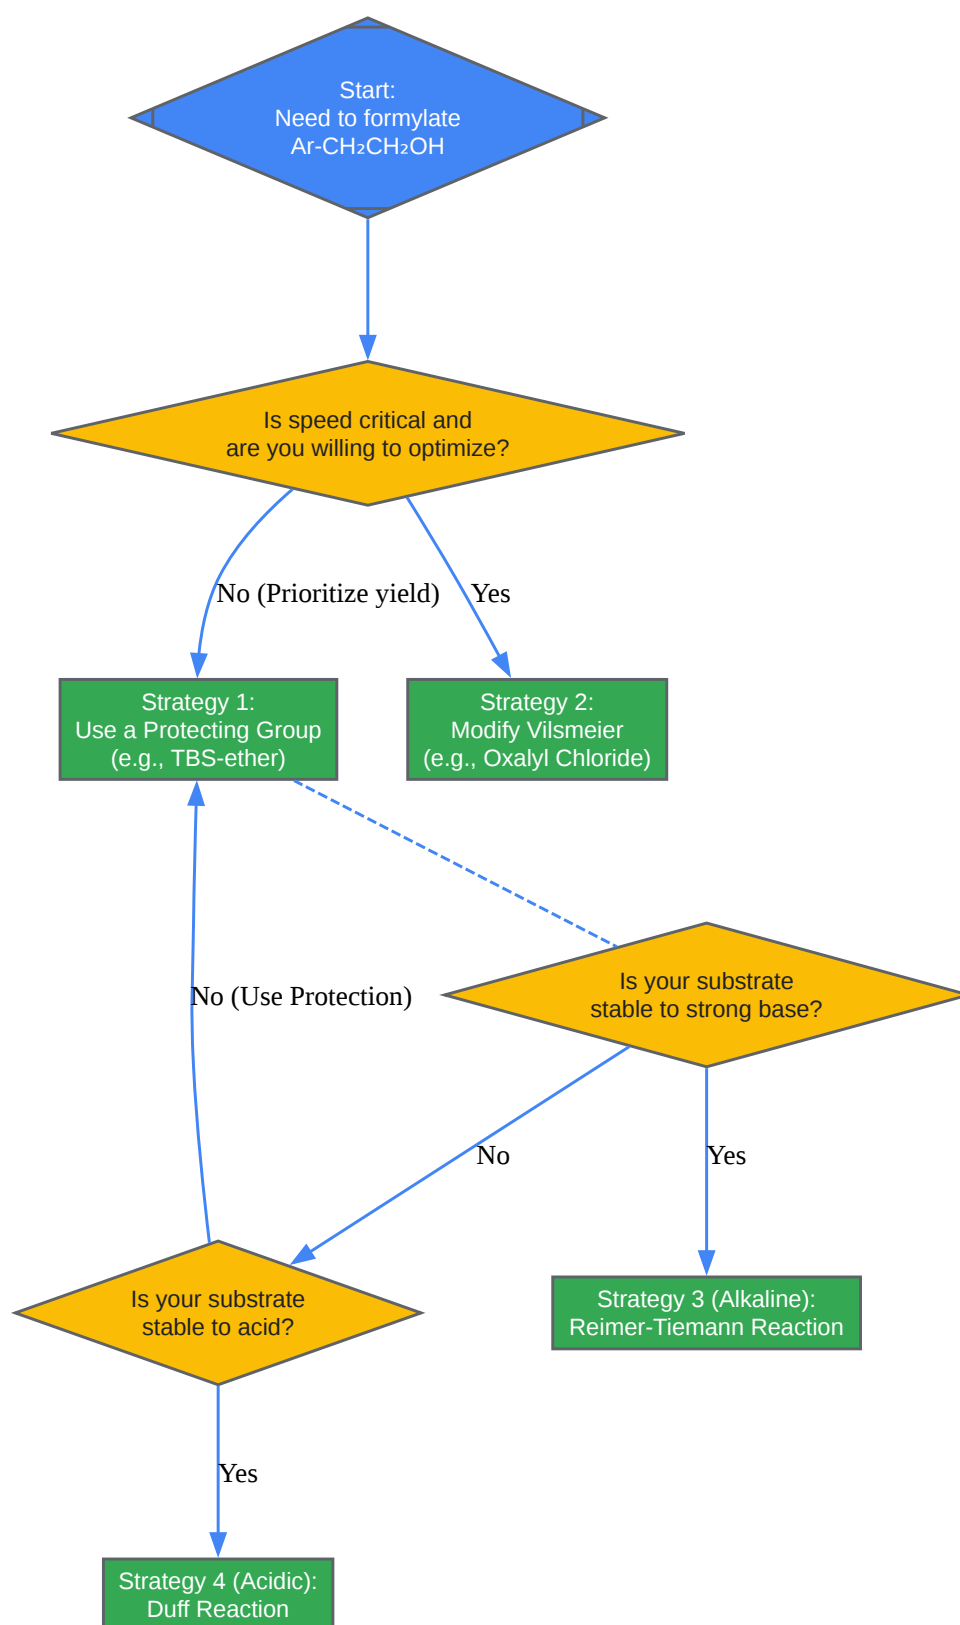 Start:
Need to formylate
Ar-CH₂CH₂OH
Is speed critical and
are you willing to optimize?
No (Prioritize yield)
Yes
Strategy 1:
Use a Protecting Group
(e.g., TBS-ether)
Strategy 2:
Modify Vilsmeier
(e.g., Oxalyl Chloride)
No (Use Protection)
Is your substrate
stable to strong base?
No
Yes
Is your substrate
stable to acid?
Strategy 3 (Alkaline):
Reimer-Tiemann Reaction
Yes
Strategy 4 (Acidic):
Duff Reaction